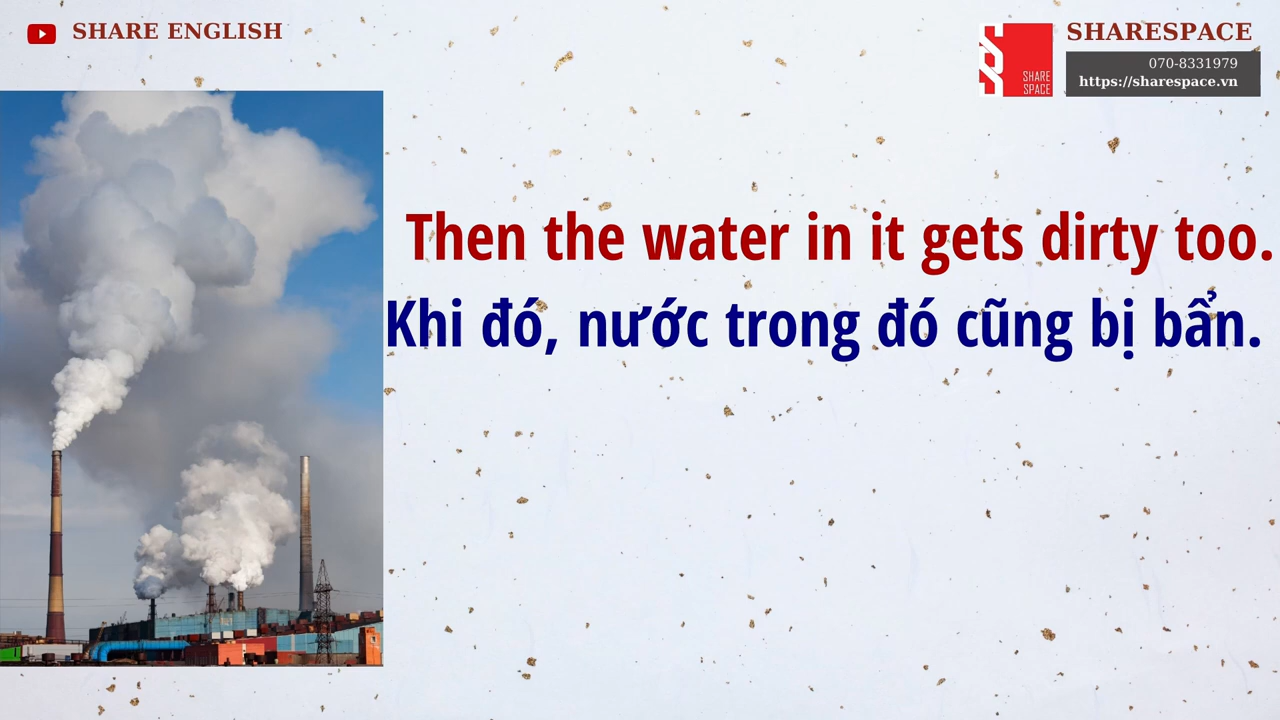 SHARE ENGLISH
SHARESPACE
070-8331979
https://sharespace.vn
SHARE
SPACE
Then the water in it gets dirty too.
Khi đó, nước trong đó cũng bị bẩn.